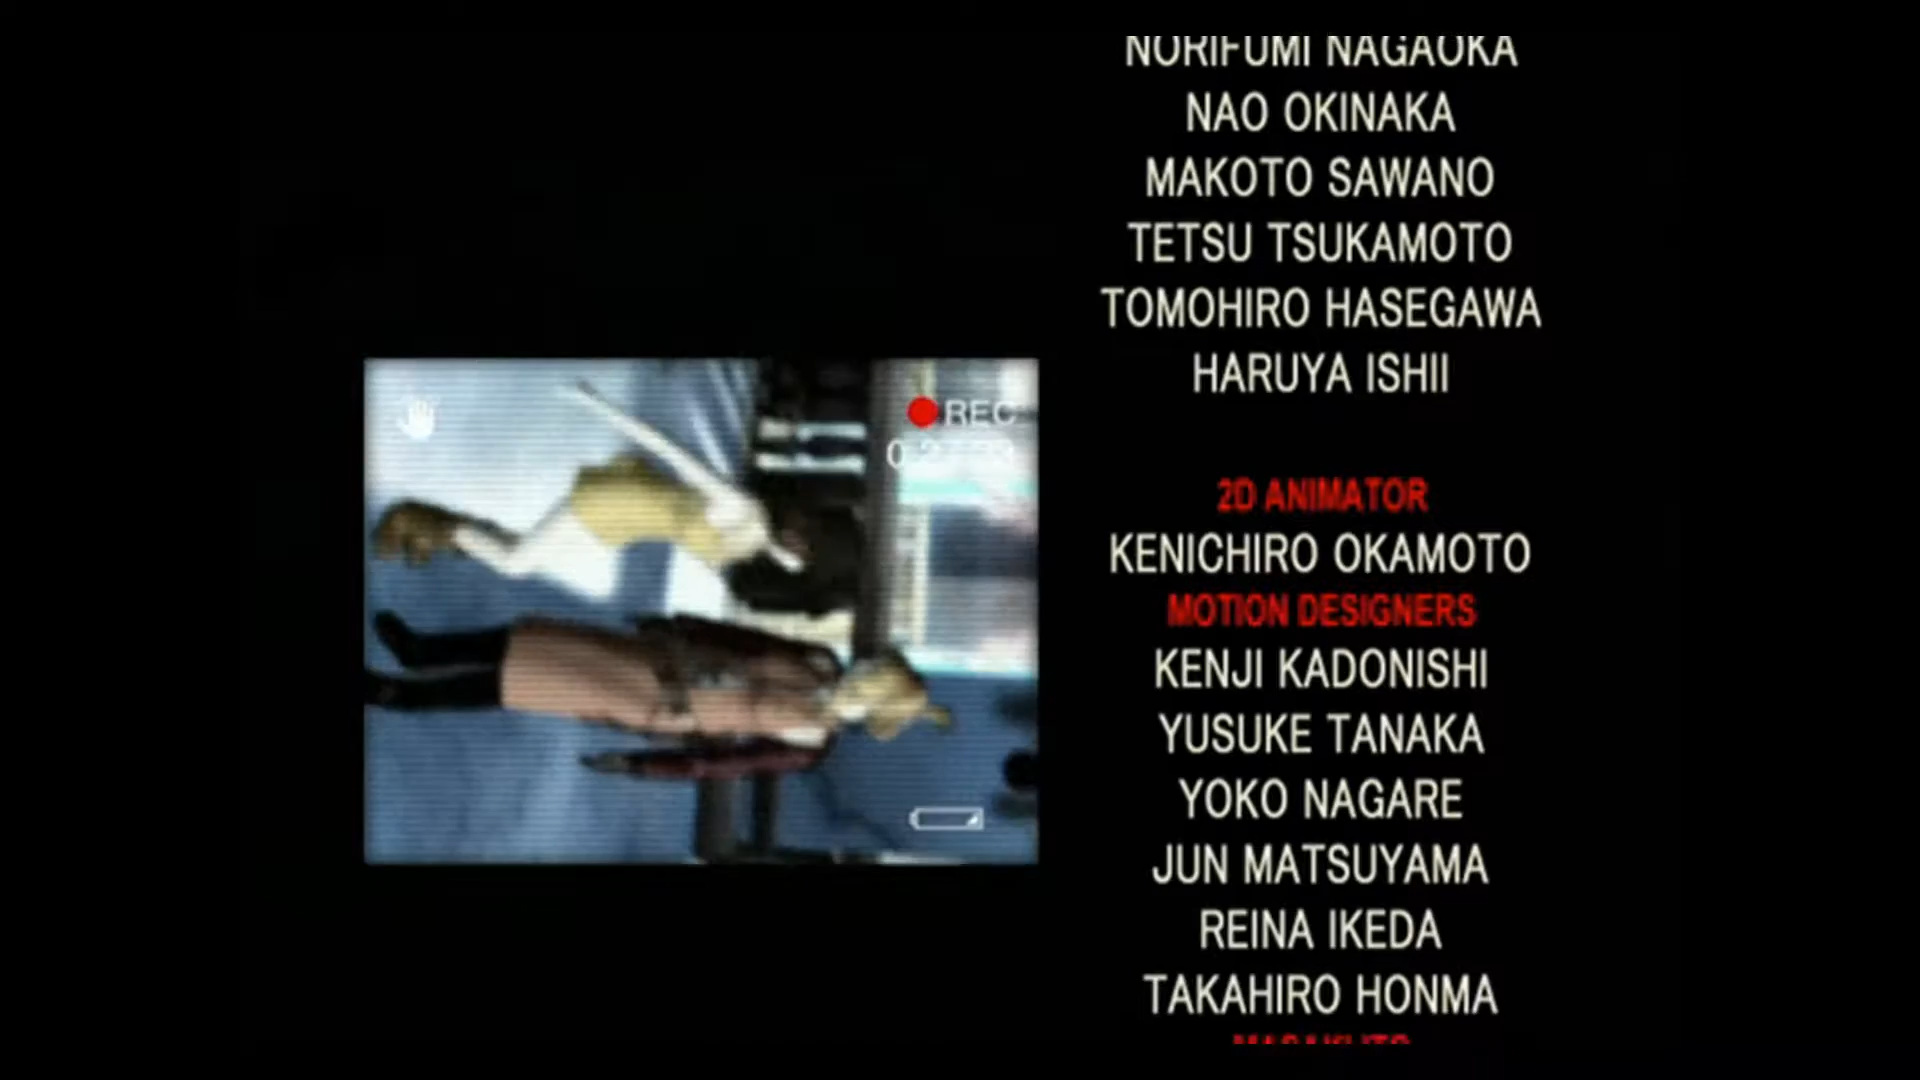 NORIFUMI NAGAOKA
NAO OKINAKA
MAKOTO SAWANO
TETSU TSUKAMOTO
TOMOHIRO HASEGAWA
HARUYA ISHII
REC
2D ANIMATOR
KENICHIRO OKAMOTO
MOTION DESIGNERS
KENJI KADONISHI
YUSUKE TANAKA
YOKO NAGARE
JUN MATSUYAMA
REINA IKEDA
TAKAHIRO HONMA